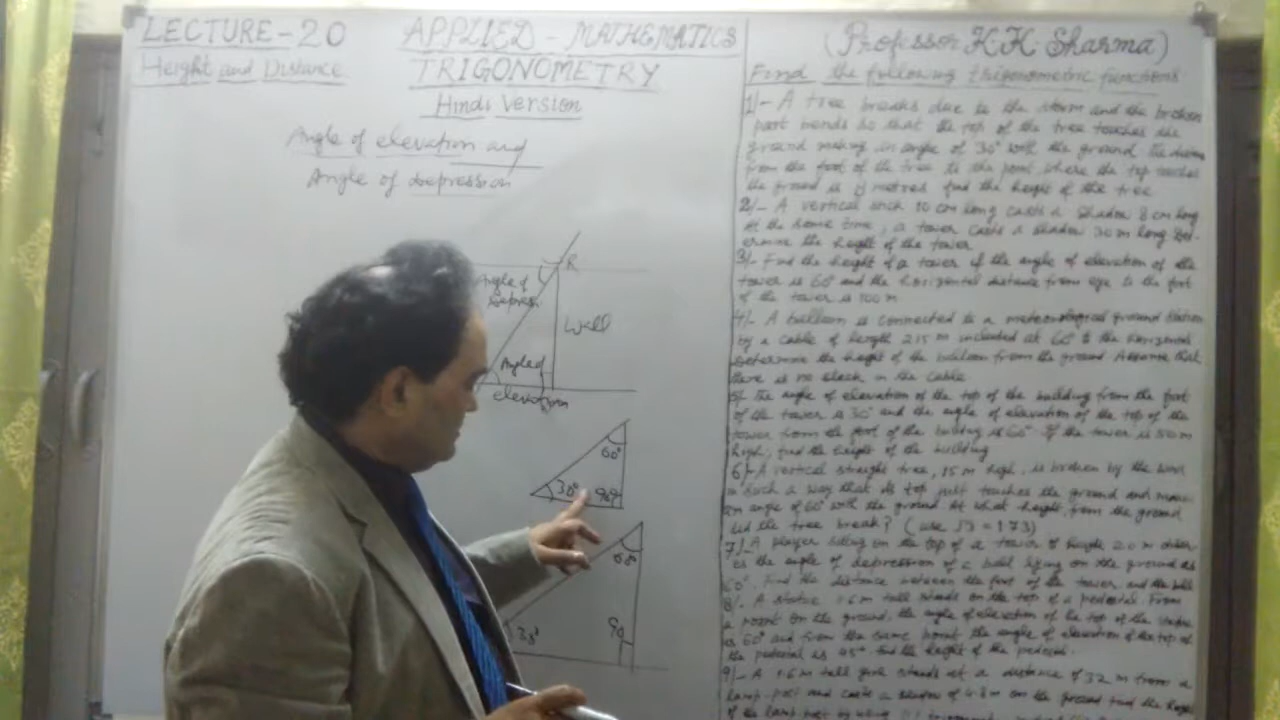 LECTURE-20
APPLIED - MATHEMATICS
(Professor K K Sharma)
Height and Distance
TRIGONOMETRY
Hindi Version
Angle of elevation and
Angle of Depression
R
Angle of
Depress.
Wall
Angle of
elevation
60°
30°
90°
60°
30°
90
Find the following trigonometric functions
1/- A tree breaks due to the storm and the broken
part bends so that the top of the tree touches the
ground making an angle of 30° with the ground. The distance
from the foot of the tree to the point where the top touches
the ground is metres find the height of the tree
2/- A vertical stick 10 cm long casts a shadow 8 cm long
At the same time, a tower casts a shadow 30 m long Det-
ermine the height of the tower
3/- Find the height of a tower if the angle of elevation of the
tower is 60° and the horizontal distance from eye to the foot
of the tower is 100 m
4/- A balloon is connected to a meteorological ground station
by a cable of length 215 m inclined at 60° to the horizontal
Determine the height of the balloon from the ground Assume that
there is no slack in the cable
5/- The angle of elevation of the top of the building from the foot
of the tower is 30° and the angle of elevation of the top of the
tower from the foot of the building is 60° If the tower is 50 m
high, find the height of the building
6/- A vertical straight tree, 15 m high, is broken by the wind
in such a way that its top just touches the ground and makes
an angle of 60° with the ground At what height from the ground
did the tree break? (use √3 = 1.73)
7/- A player sitting on the top of a tower of height 20 m
the angle of depression of a ball lying on the ground as
60°. Find the distance between the foot of the tower and the ball
8/. A statue 1.6 m tall stands on the top of a pedestal. From
a point on the ground, the angle of elevation of the top of the statue
is 60° and from the same point the angle of elevation of the top of
the pedestal is 45° find the height of the pedestal.
9/- A 1.6 m tall girl stands at a distance of 3.2 m from a
lamp-post and casts a shadow of 4.8 m on the ground find the height
of the lamp post by using